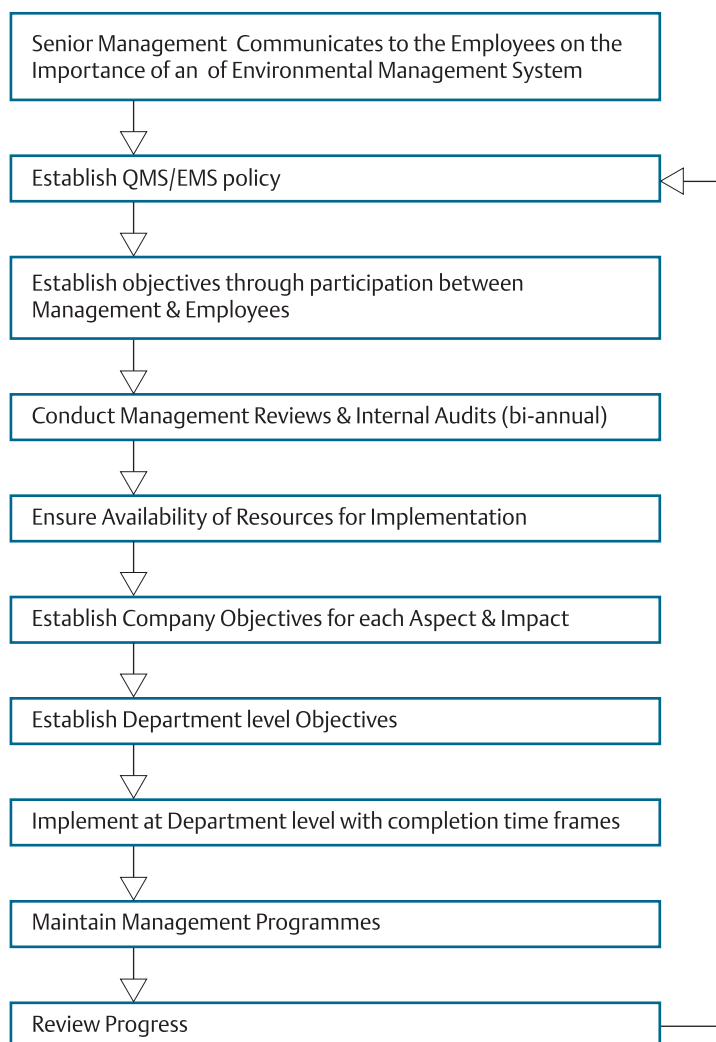 Senior Management Communicates to the Employees on the
Importance of an of Environmental Management System
Establish QMS/EMS policy
Establish objectives through participation between
Management & Employees
Conduct Management Reviews & Internal Audits (bi-annual)
Ensure Availability of Resources for Implementation
Establish Company Objectives for each Aspect & Impact
Establish Department level Objectives
Implement at Department level with completion time frames
Maintain Management Programmes
Review Progress